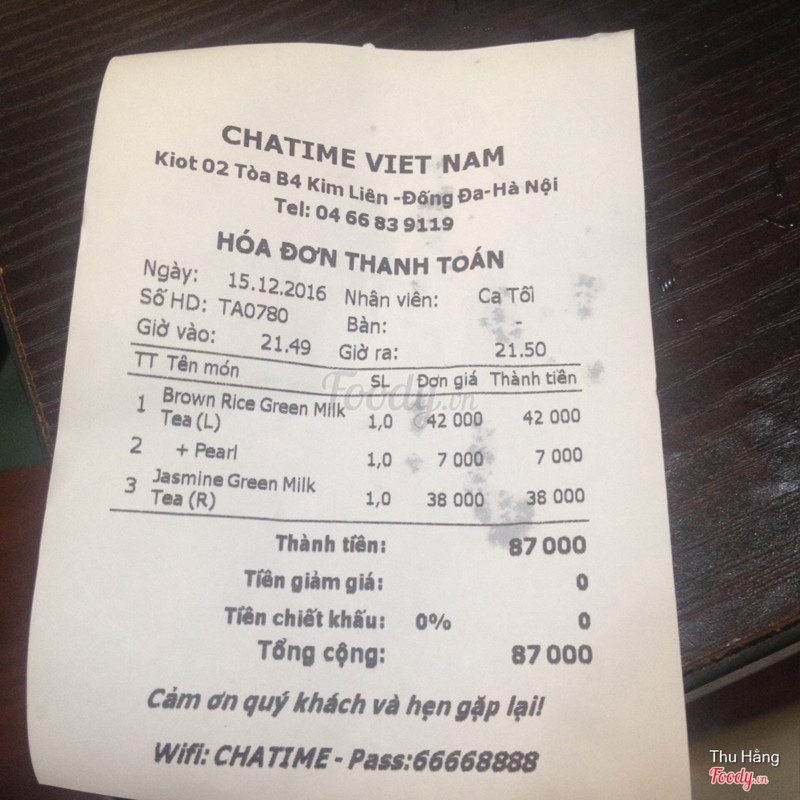 CHATIME VIET NAM
Kiot 02 Tòa B4 Kim Liên -Đống Đa-Hà Nội
Tel: 04 66 83 9119
HÓA ĐƠN THANH TOÁN
Ngày: 15.12.2016 Nhân viên: Ca Tối
Số HD: TA0780 Bàn: -
Giờ vào: 21.49 Giờ ra: 21.50
TT Tên món SL Đơn giá Thành tiền
1 Brown Rice Green Milk Tea (L) 1,0 42 000 42 000
2 + Pearl 1,0 7 000 7 000
3 Jasmine Green Milk Tea (R) 1,0 38 000 38 000
Thành tiền: 87 000
Tiền giảm giá: 0
Tiền chiết khấu: 0% 0
Tổng cộng: 87 000
Cảm ơn quý khách và hẹn gặp lại!
Wifi: CHATIME - Pass:66668888
Foody.vn
Thu Hằng
Foody.vn